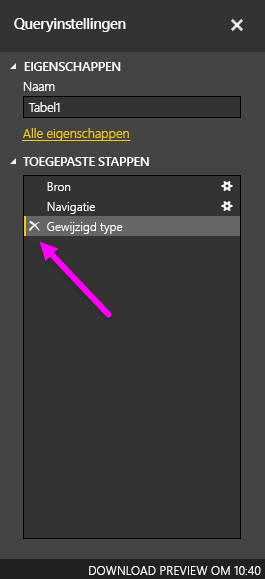 Queryinstellingen
EIGENSCHAPPEN
Naam
Tabel1
Alle eigenschappen
TOEGEPASTE STAPPEN
Bron
Navigatie
Gewijzigd type
DOWNLOAD PREVIEW OM 10:40